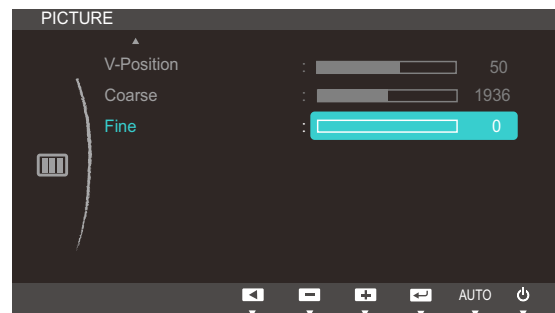 PICTURE
V-Position : 50
Coarse : 1936
Fine : 0
AUTO